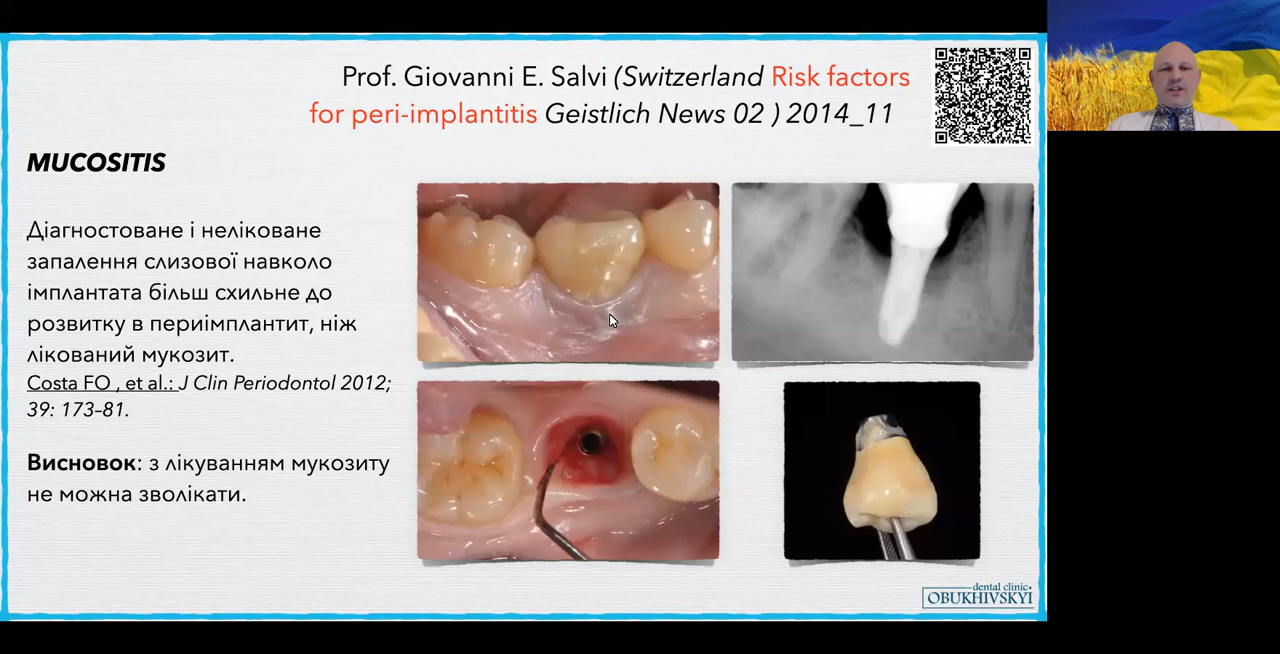 Prof. Giovanni E. Salvi (Switzerland Risk factors
for peri-implantitis Geistlich News 02 ) 2014_11
MUCOSITIS
Діагностоване і неліковане
запалення слизової навколо
імплантата більш схильне до
розвитку в периімплантит, ніж
лікований мукозит.
Costa FO , et al.: J Clin Periodontol 2012;
39: 173–81.
Висновок: з лікуванням мукозиту
не можна зволікати.
dental clinic•
OBUKHIVSKYI